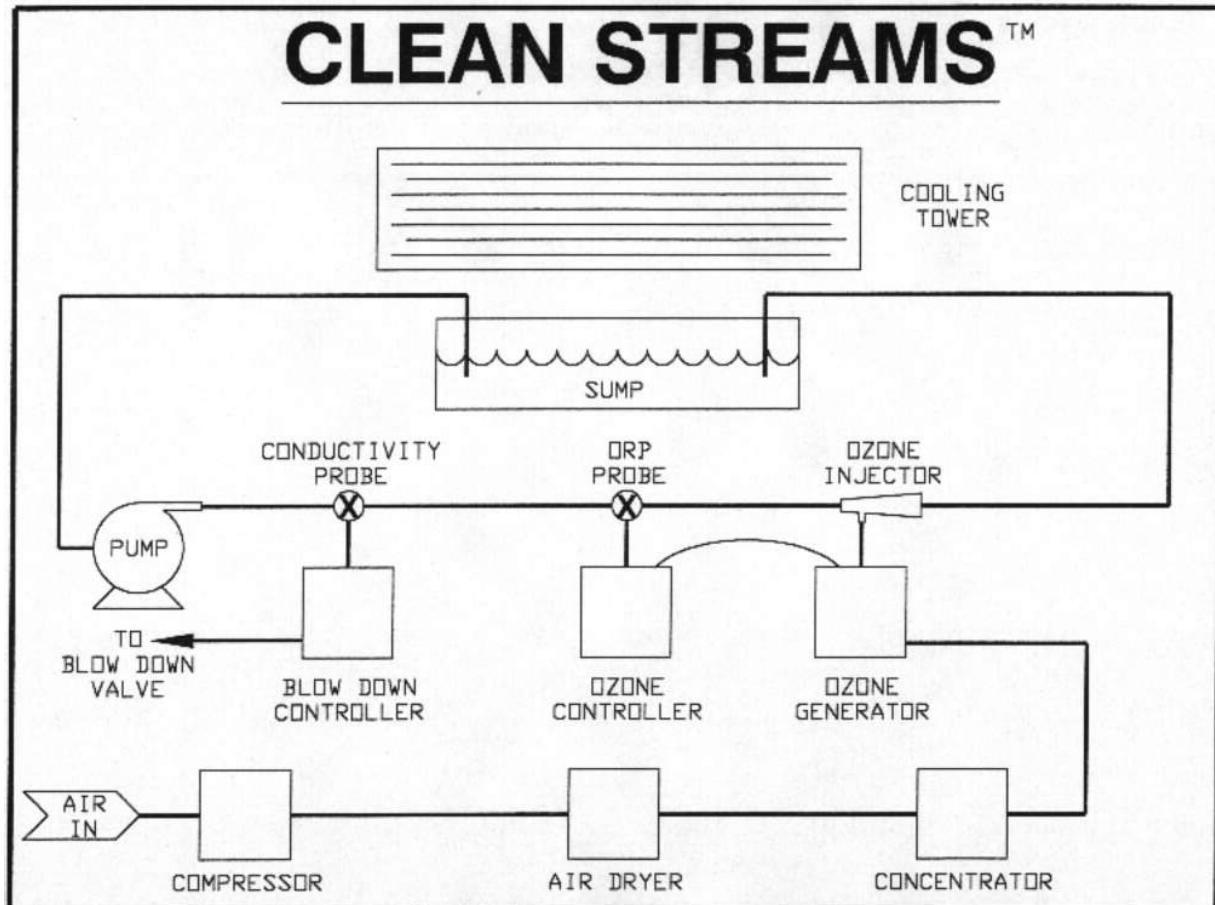 CLEAN STREAMS™
COOLING
TOWER
SUMP
CONDUCTIVITY
PROBE
ORP
PROBE
OZONE
INJECTOR
PUMP
TO
BLOW DOWN
VALVE
BLOW DOWN
CONTROLLER
OZONE
CONTROLLER
OZONE
GENERATOR
AIR
IN
COMPRESSOR
AIR DRYER
CONCENTRATOR